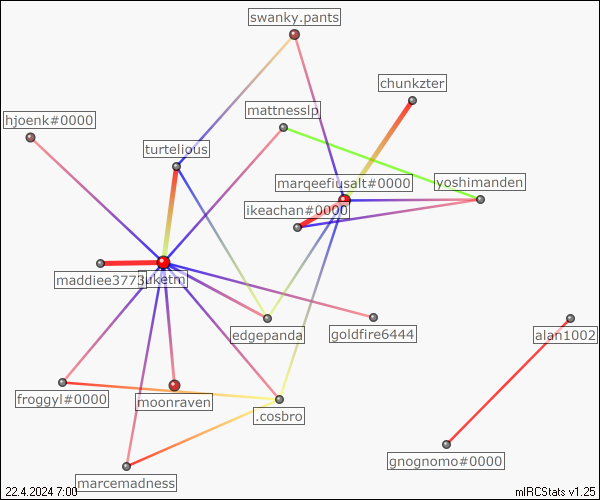 swanky.pants
chunkzter
mattnesslp
hjoenk#0000
turtelious
marqeefiusalt#0000
yoshimanden
ikeachan#0000
maddiee3773
uketm
edgepanda
goldfire6444
alan1002
froggyl#0000
moonraven
.cosbro
gnognomo#0000
marcemadness
22.4.2024 7:00
mIRCStats v1.25